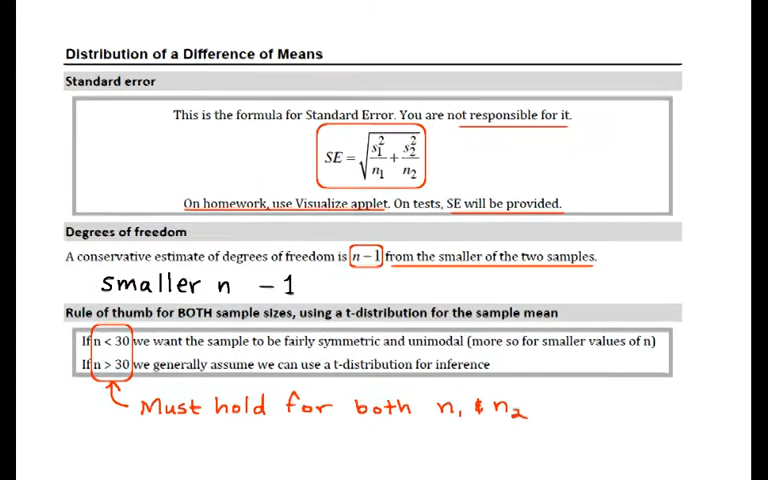 Distribution of a Difference of Means
Standard error
This is the formula for Standard Error. You are not responsible for it.
SE = √(s₁²/n₁ + s₂²/n₂)
On homework, use Visualize applet. On tests, SE will be provided.
Degrees of freedom
A conservative estimate of degrees of freedom is n – 1 from the smaller of the two samples.
smaller n - 1
Rule of thumb for BOTH sample sizes, using a t-distribution for the sample mean
If n < 30 we want the sample to be fairly symmetric and unimodal (more so for smaller values of n)
If n > 30 we generally assume we can use a t-distribution for inference
Must hold for both n₁ & n₂